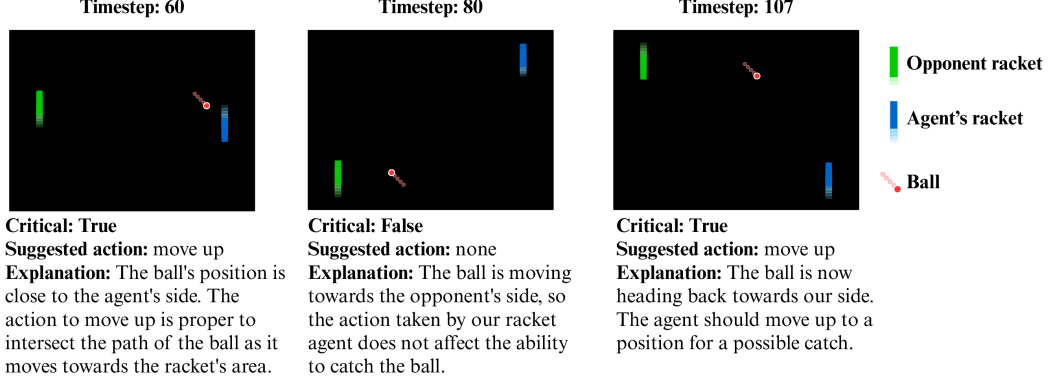 Timestep: 60
Critical: True
Suggested action: move up
Explanation: The ball's position is
close to the agent's side. The
action to move up is proper to
intersect the path of the ball as it
moves towards the racket's area.
Timestep: 80
Critical: False
Suggested action: none
Explanation: The ball is moving
towards the opponent's side, so
the action taken by our racket
agent does not affect the ability
to catch the ball.
Timestep: 107
Critical: True
Suggested action: move up
Explanation: The ball is now
heading back towards our side.
The agent should move up to a
position for a possible catch.
Opponent racket
Agent's racket
Ball